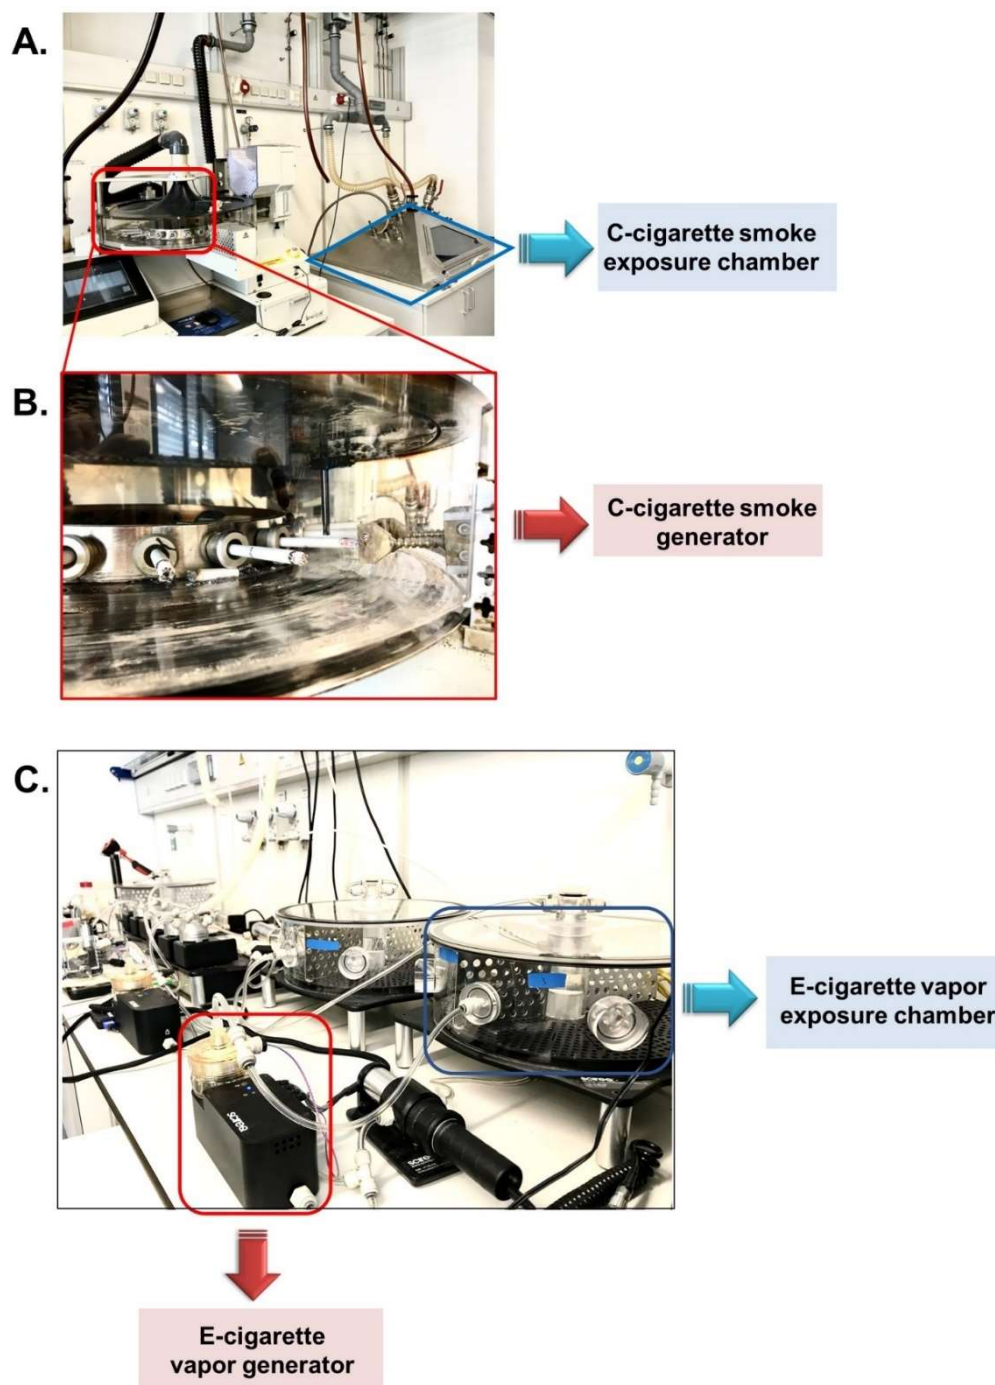 A.
C-cigarette smoke
exposure chamber
B.
C-cigarette smoke
generator
C.
E-cigarette vapor
exposure chamber
E-cigarette
vapor generator